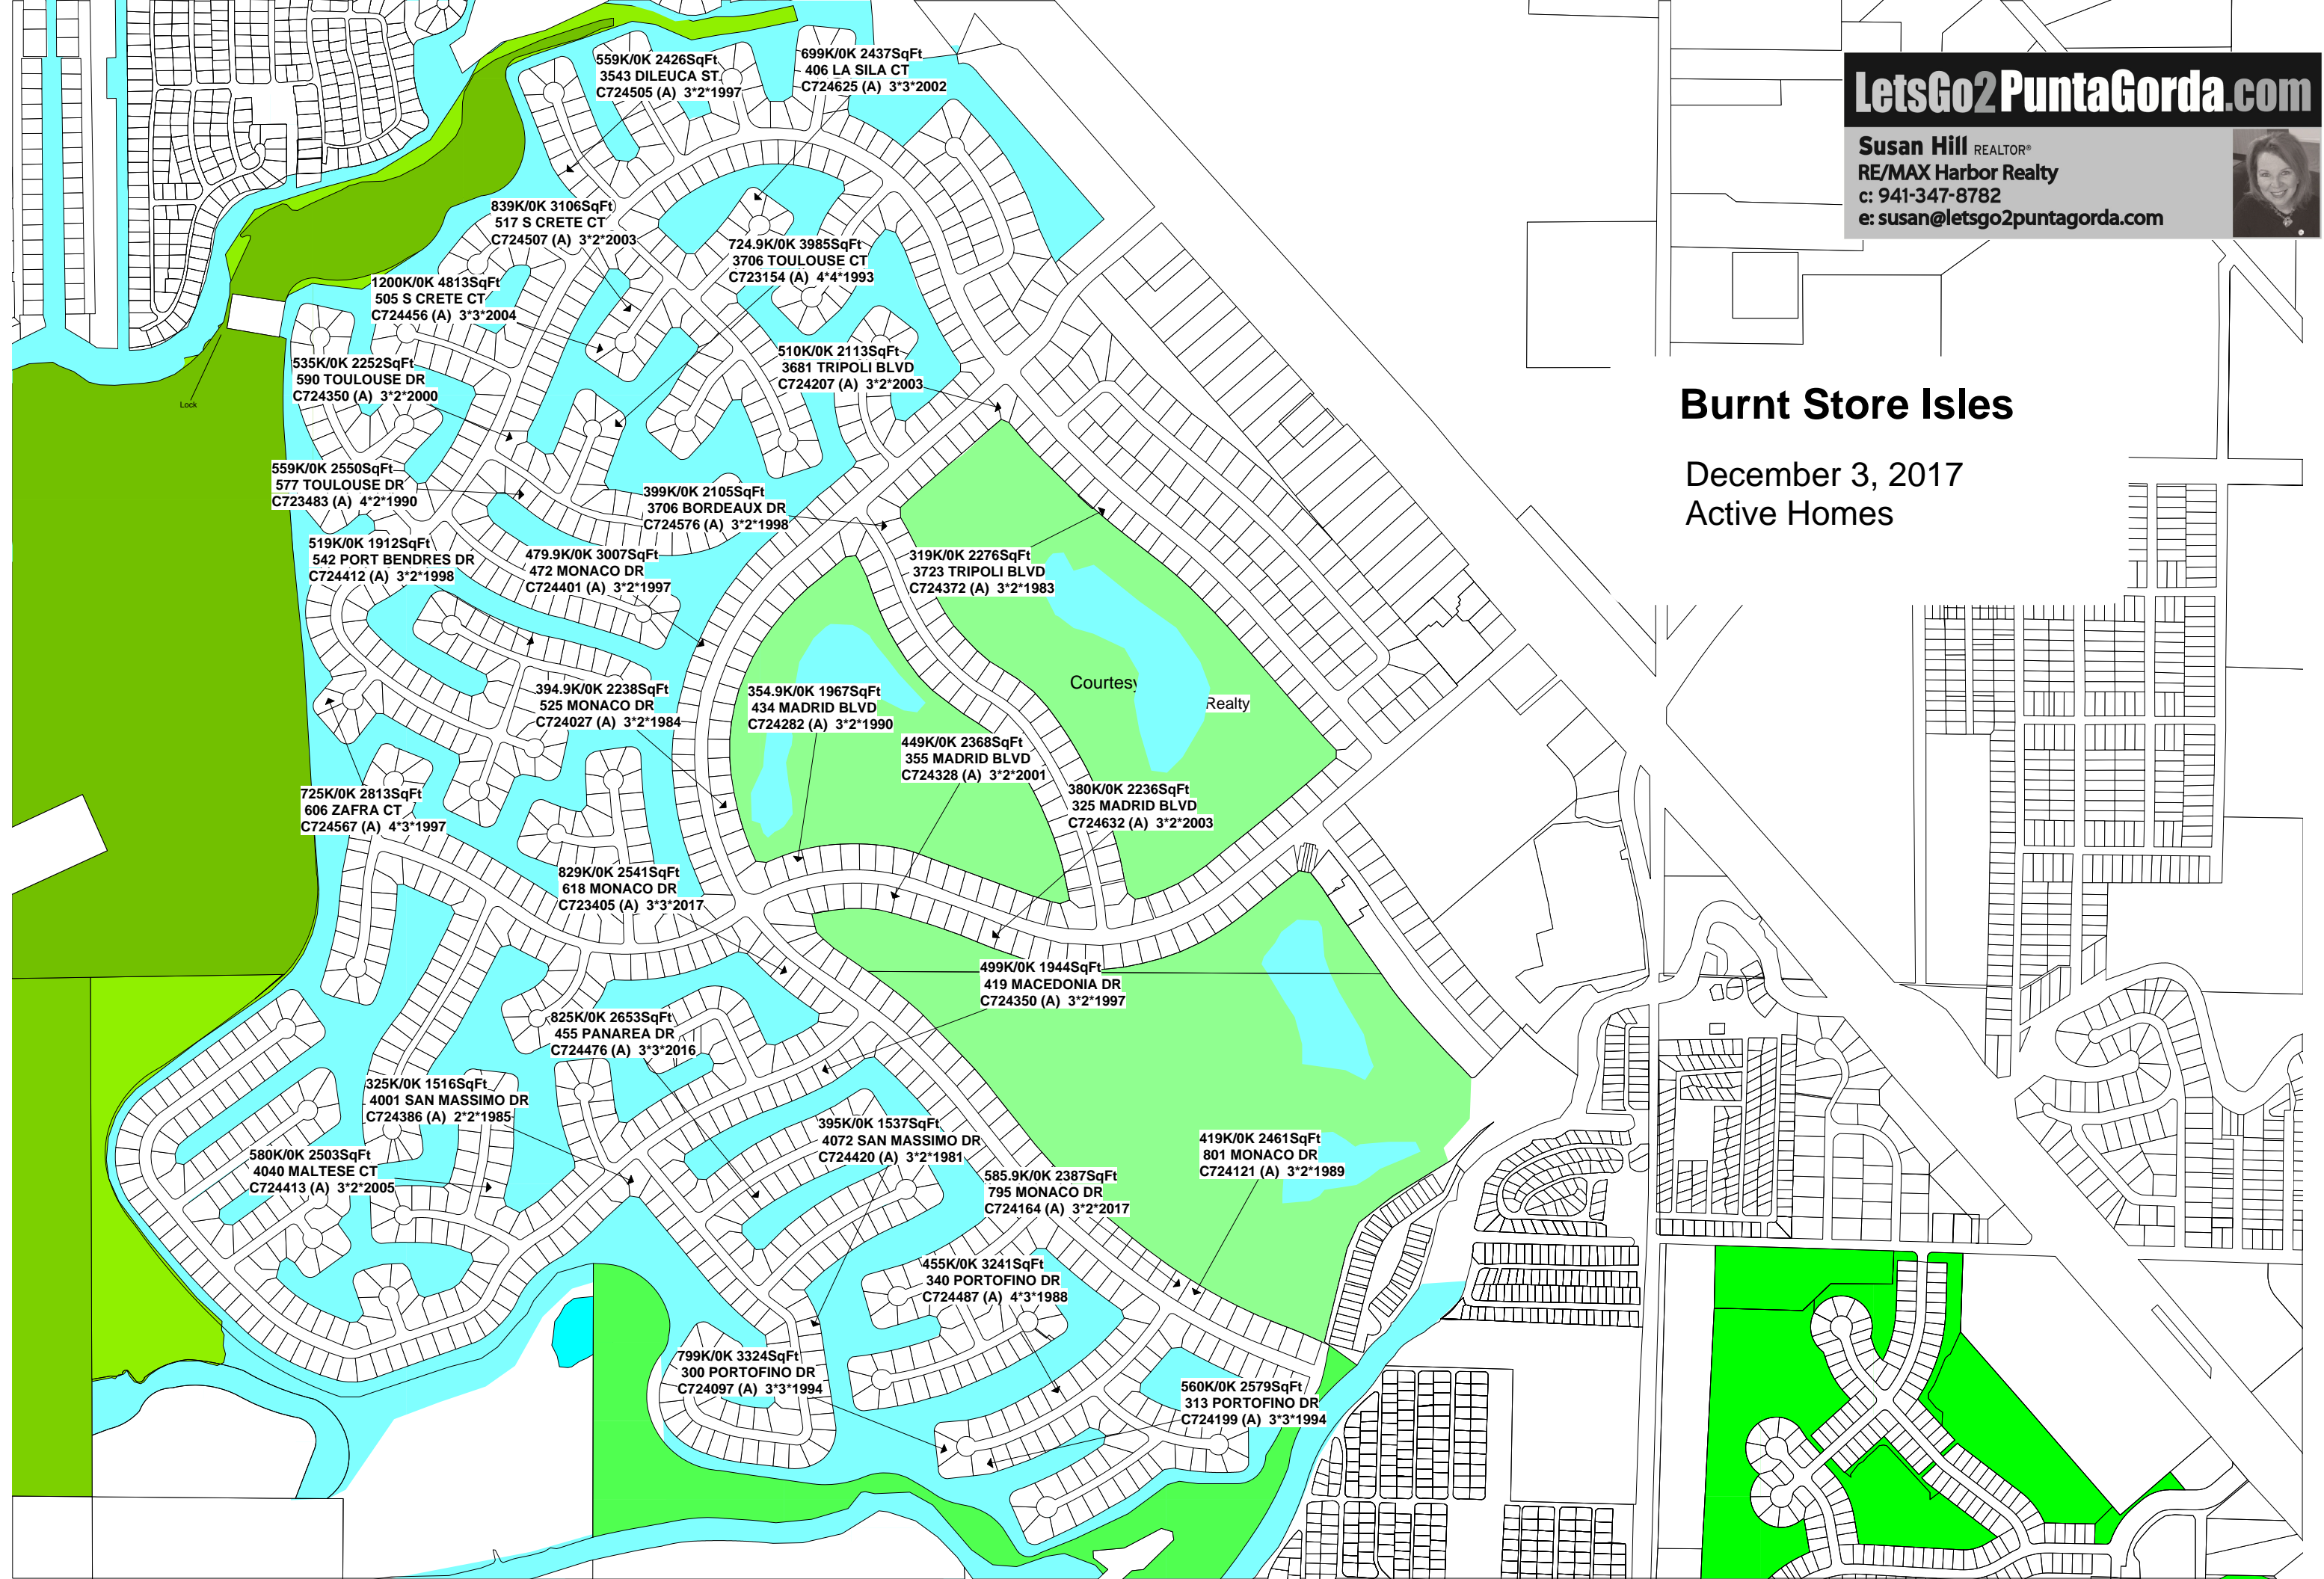 559K/0K 2426SqFt
3543 DILEUCA ST
C724505 (A) 3*2*1997
699K/0K 2437SqFt
406 LA SILA CT
C724625 (A) 3*3*2002
LetsGo2PuntaGorda.com
Susan Hill REALTOR®
RE/MAX Harbor Realty
c: 941-347-8782
e: susan@letsgo2puntagorda.com
839K/0K 3106SqFt
517 S CRETE CT
C724507 (A) 3*2*2003
724.9K/0K 3985SqFt
3706 TOULOUSE CT
C723154 (A) 4*4*1993
1200K/0K 4813SqFt
505 S CRETE CT
C724456 (A) 3*3*2004
510K/0K 2113SqFt
3681 TRIPOLI BLVD
C724207 (A) 3*2*2003
535K/0K 2252SqFt
590 TOULOUSE DR
C724350 (A) 3*2*2000
Lock
Burnt Store Isles
December 3, 2017
Active Homes
559K/0K 2550SqFt
577 TOULOUSE DR
C723483 (A) 4*2*1990
399K/0K 2105SqFt
3706 BORDEAUX DR
C724576 (A) 3*2*1998
519K/0K 1912SqFt
542 PORT BENDRES DR
C724412 (A) 3*2*1998
479.9K/0K 3007SqFt
472 MONACO DR
C724401 (A) 3*2*1997
319K/0K 2276SqFt
3723 TRIPOLI BLVD
C724372 (A) 3*2*1983
394.9K/0K 2238SqFt
525 MONACO DR
C724027 (A) 3*2*1984
354.9K/0K 1967SqFt
434 MADRID BLVD
C724282 (A) 3*2*1990
Courtesy
Realty
449K/0K 2368SqFt
355 MADRID BLVD
C724328 (A) 3*2*2001
725K/0K 2813SqFt
606 ZAFRA CT
C724567 (A) 4*3*1997
380K/0K 2236SqFt
325 MADRID BLVD
C724632 (A) 3*2*2003
829K/0K 2541SqFt
618 MONACO DR
C723405 (A) 3*3*2017
499K/0K 1944SqFt
419 MACEDONIA DR
C724350 (A) 3*2*1997
825K/0K 2653SqFt
455 PANAREA DR
C724476 (A) 3*3*2016
325K/0K 1516SqFt
4001 SAN MASSIMO DR
C724386 (A) 2*2*1985
395K/0K 1537SqFt
4072 SAN MASSIMO DR
C724420 (A) 3*2*1981
419K/0K 2461SqFt
801 MONACO DR
C724121 (A) 3*2*1989
580K/0K 2503SqFt
4040 MALTESE CT
C724413 (A) 3*2*2005
585.9K/0K 2387SqFt
795 MONACO DR
C724164 (A) 3*2*2017
455K/0K 3241SqFt
340 PORTOFINO DR
C724487 (A) 4*3*1988
799K/0K 3324SqFt
300 PORTOFINO DR
C724097 (A) 3*3*1994
560K/0K 2579SqFt
313 PORTOFINO DR
C724199 (A) 3*3*1994